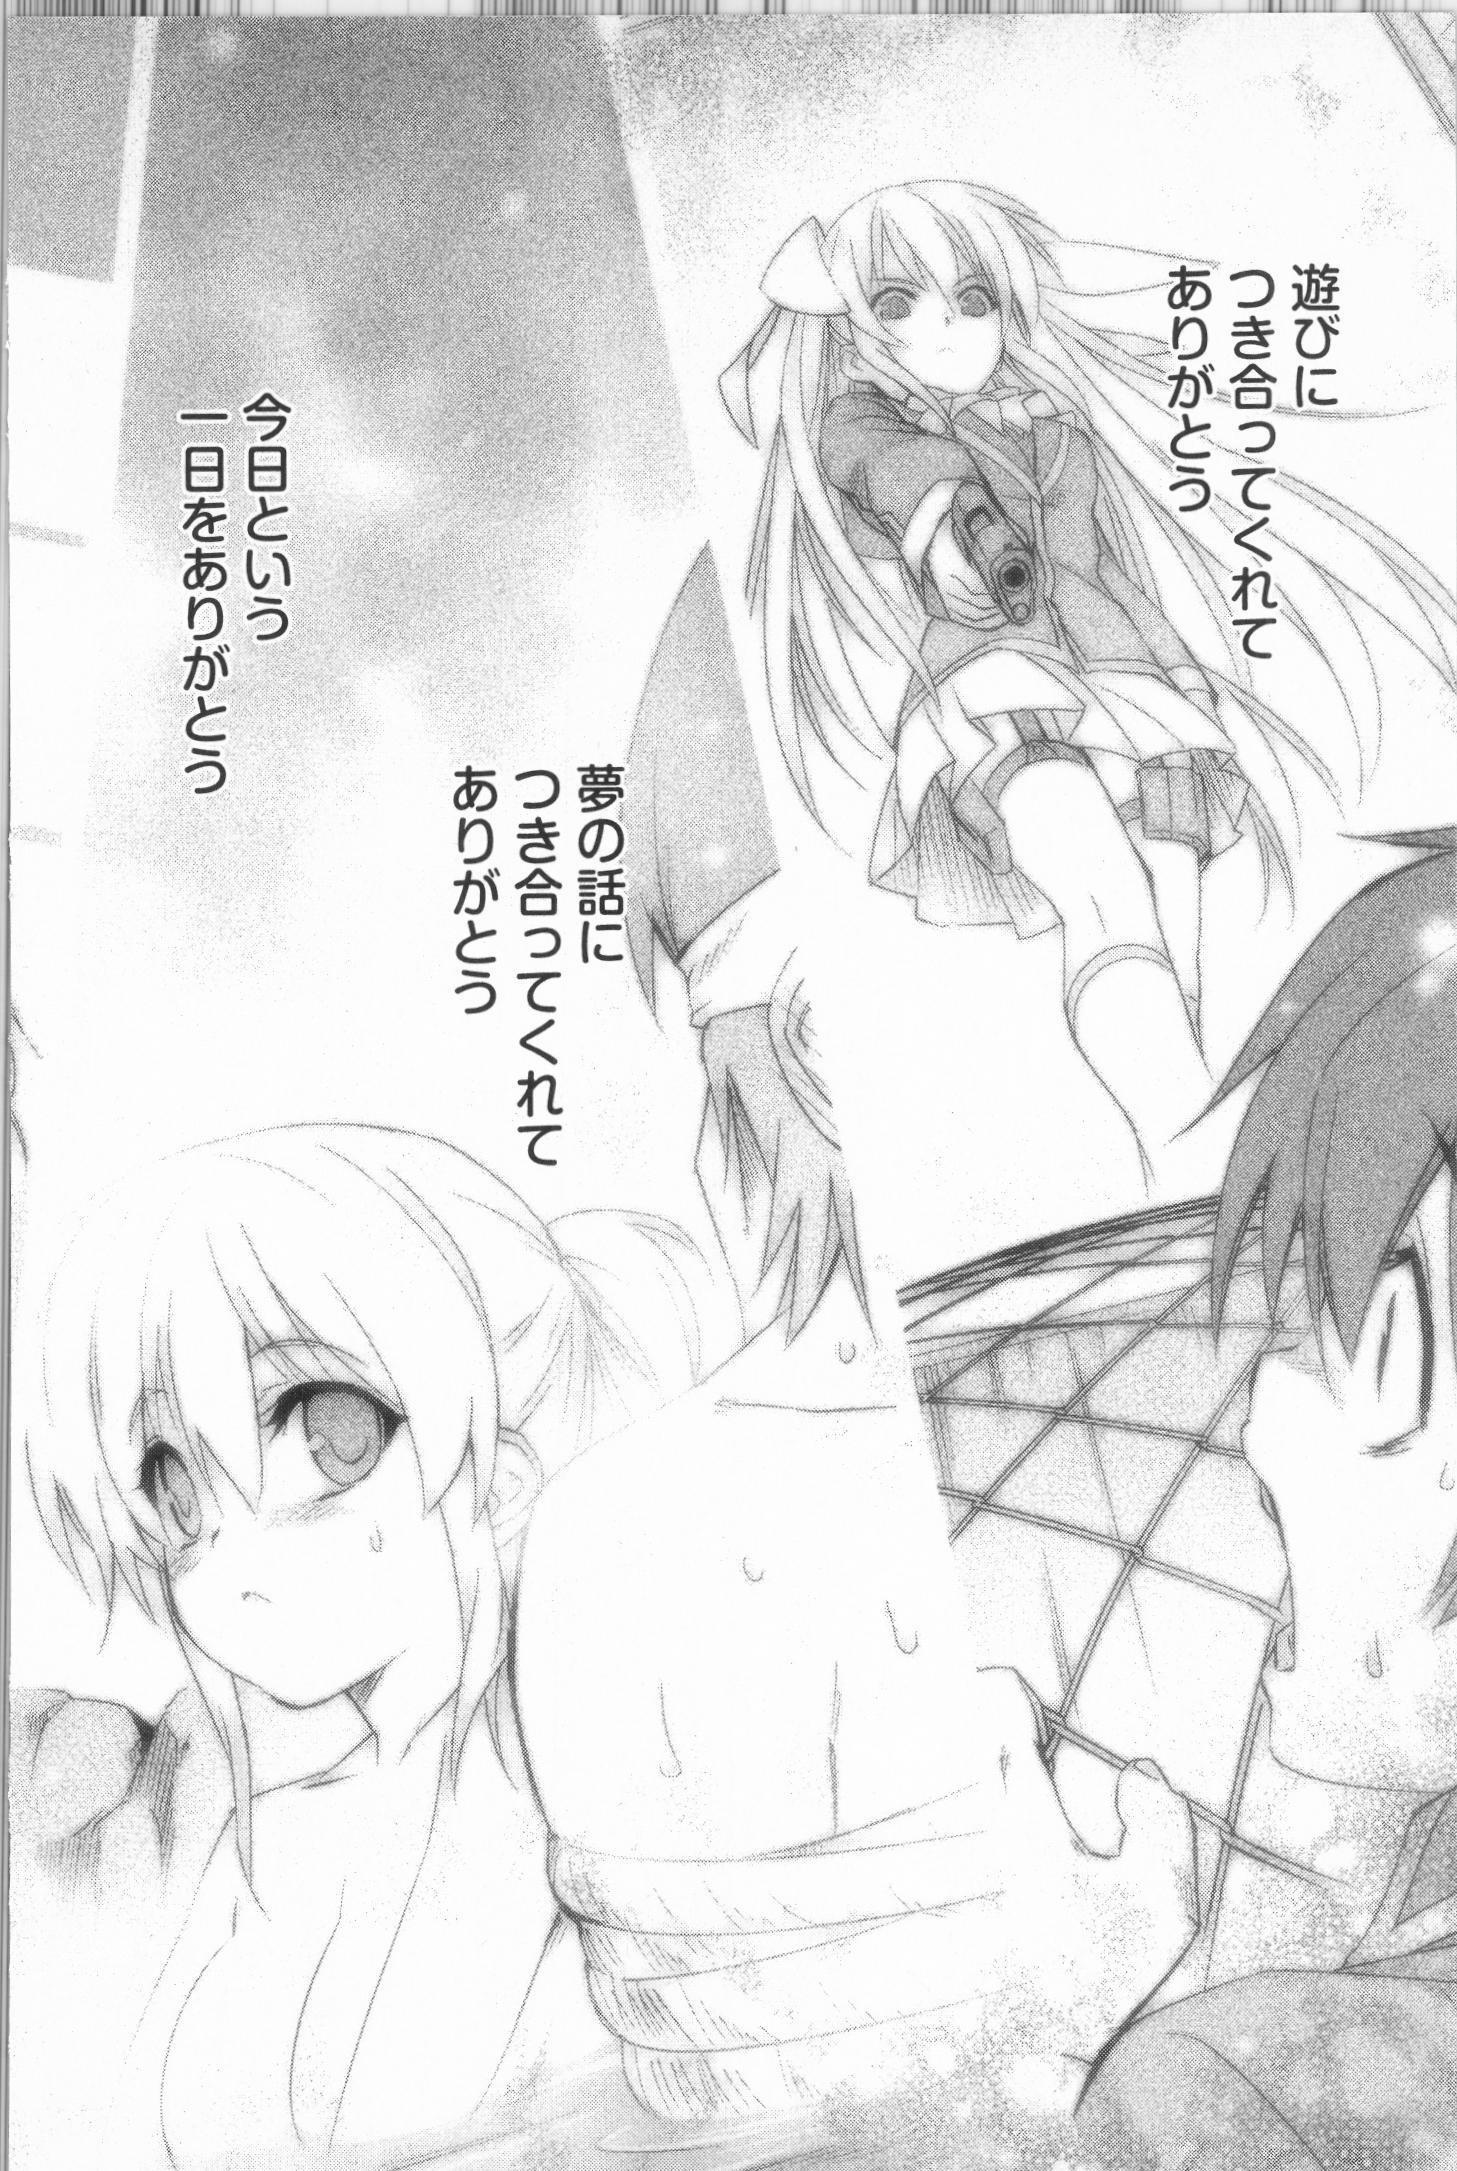 遊びに
つき合ってくれて
ありがとう
夢の話に
つき合ってくれて
ありがとう
今日という
一日をありがとう